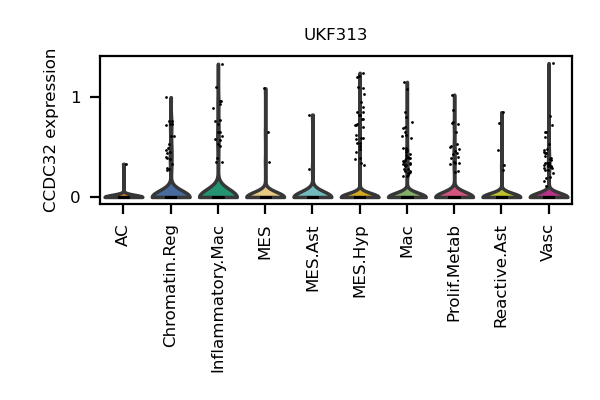 UKF313
CCDC32 expression
1
0
AC
Chromatin.Reg
Inflammatory.Mac
MES
MES.Ast
MES.Hyp
Mac
Prolif.Metab
Reactive.Ast
Vasc